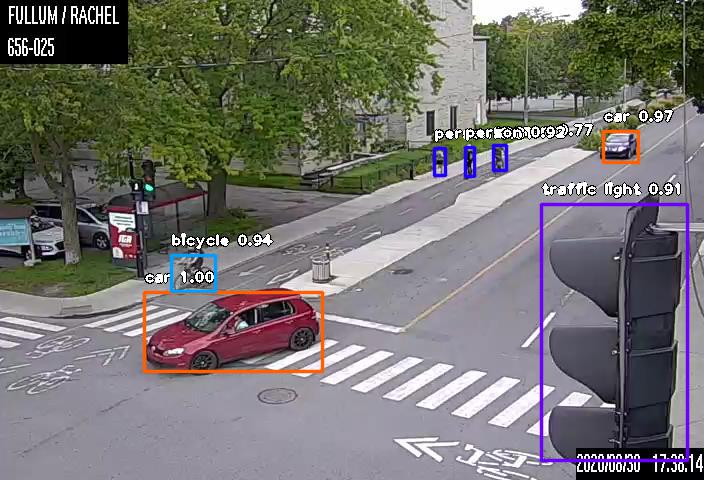 FULLUM / RACHEL
656-025
car 0.97
traffic light 0.91
bicycle 0.94
car 1.00
2020/08/30 17:38:14